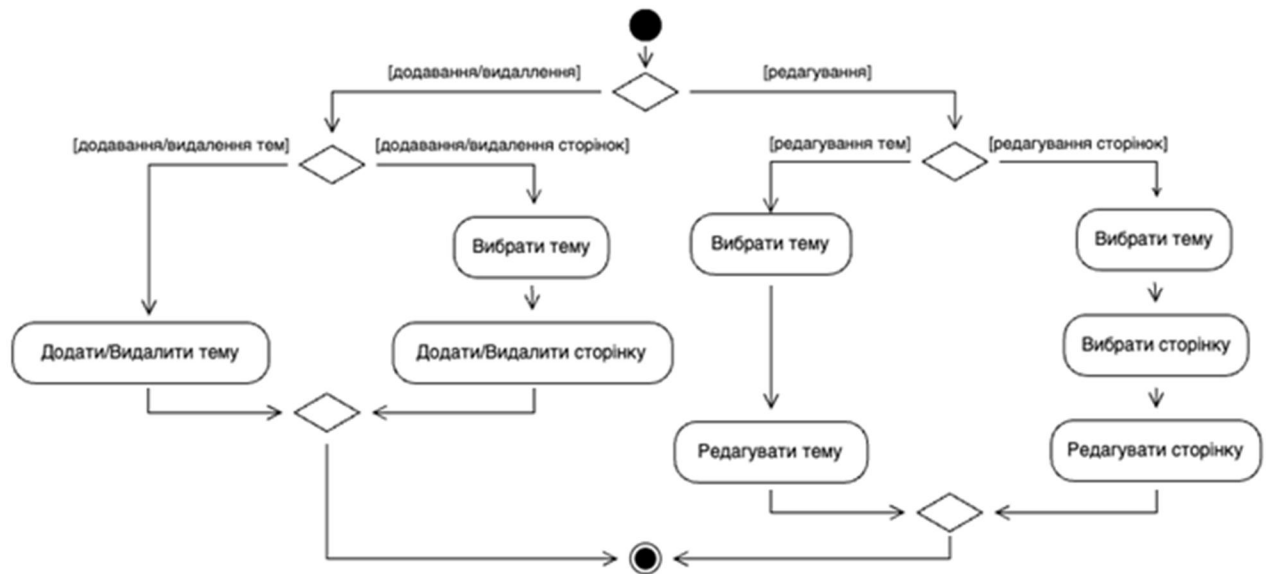 [додавання/видаллення]
[редагування]
[додавання/видалення тем]
[додавання/видалення сторінок]
[редагування тем]
[редагування сторінок]
Вибрати тему
Вибрати тему
Вибрати тему
Додати/Видалити тему
Додати/Видалити сторінку
Вибрати сторінку
Редагувати тему
Редагувати сторінку